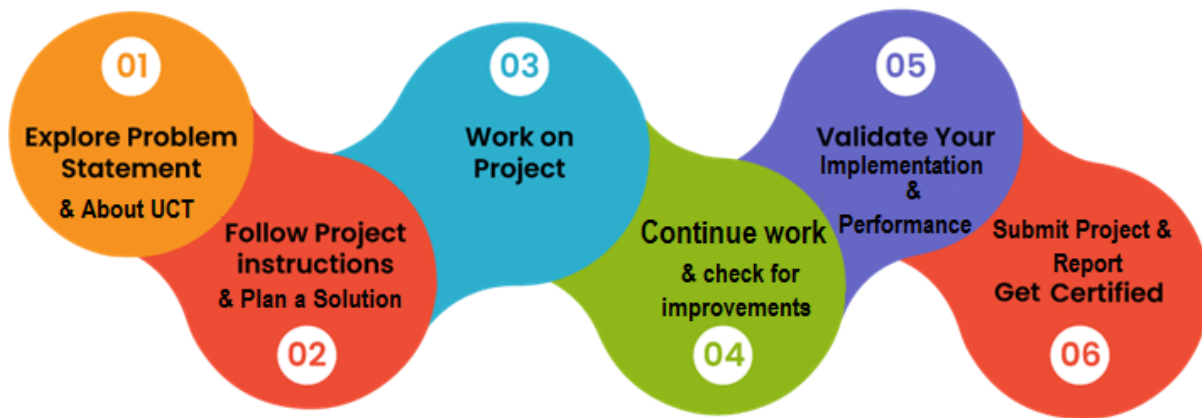 01
Explore Problem
Statement
& About UCT
Follow Project
instructions
& Plan a Solution
02
03
Work on
Project
Continue work
& check for
improvements
04
05
Validate Your
Implementation
&
Performance
Submit Project &
Report
Get Certified
06